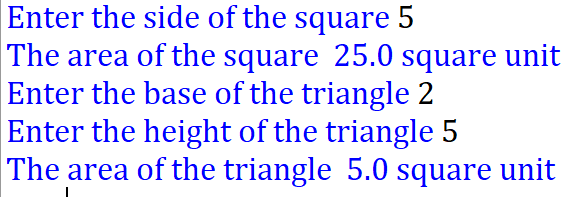 Enter the side of the square 5
The area of the square  25.0 square unit
Enter the base of the triangle 2
Enter the height of the triangle 5
The area of the triangle  5.0 square unit